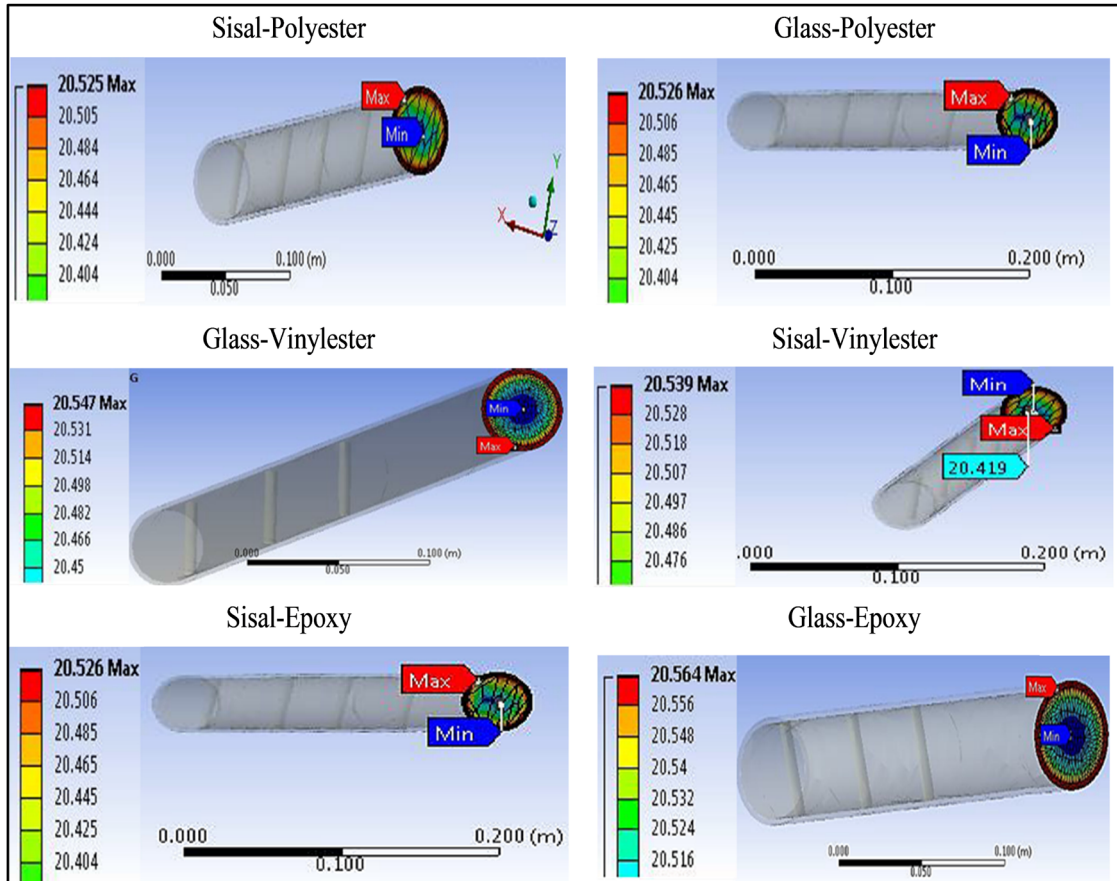 Sisal-Polyester
20.525 Max
20.505
20.484
20.464
20.444
20.424
20.404
Max
Min
Y
X
Z
0.000
0.100 (m)
0.050
Glass-Polyester
20.526 Max
20.506
20.485
20.465
20.445
20.425
20.404
Max
Min
0.000
0.200 (m)
0.100
Glass-Vinylester
G
20.547 Max
20.531
20.514
20.498
20.482
20.466
20.45
Min
Max
0.000
0.100 (m)
0.050
Sisal-Vinylester
20.539 Max
20.528
20.518
20.507
20.497
20.486
20.476
Min
Max
20.419
.000
0.200 (m)
0.100
Sisal-Epoxy
20.526 Max
20.506
20.485
20.465
20.445
20.425
20.404
Max
Min
0.000
0.200 (m)
0.100
Glass-Epoxy
20.564 Max
20.556
20.548
20.54
20.532
20.524
20.516
Max
Min
0.000
0.100 (m)
0.050